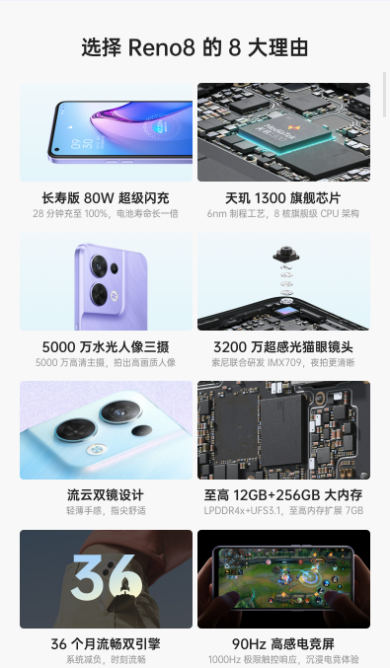 选择 Reno8 的 8 大理由
长寿版 80W 超级闪充
28 分钟充至 100%，电池寿命长一倍
天玑 1300 旗舰芯片
6nm 制程工艺，8 核旗舰级 CPU 架构
5000 万水光人像三摄
5000 万高清主摄，拍出高画质人像
3200 万超感光猫眼镜头
索尼联合研发 IMX709，夜拍更清晰
流云双镜设计
轻薄手感，指尖舒适
至高 12GB+256GB 大内存
LPDDR4x+UFS3.1，至高内存扩展 7GB
36
36 个月流畅双引擎
系统减负，时刻流畅
90Hz 高感电竞屏
1000Hz 极限触控响应，沉浸电竞体验